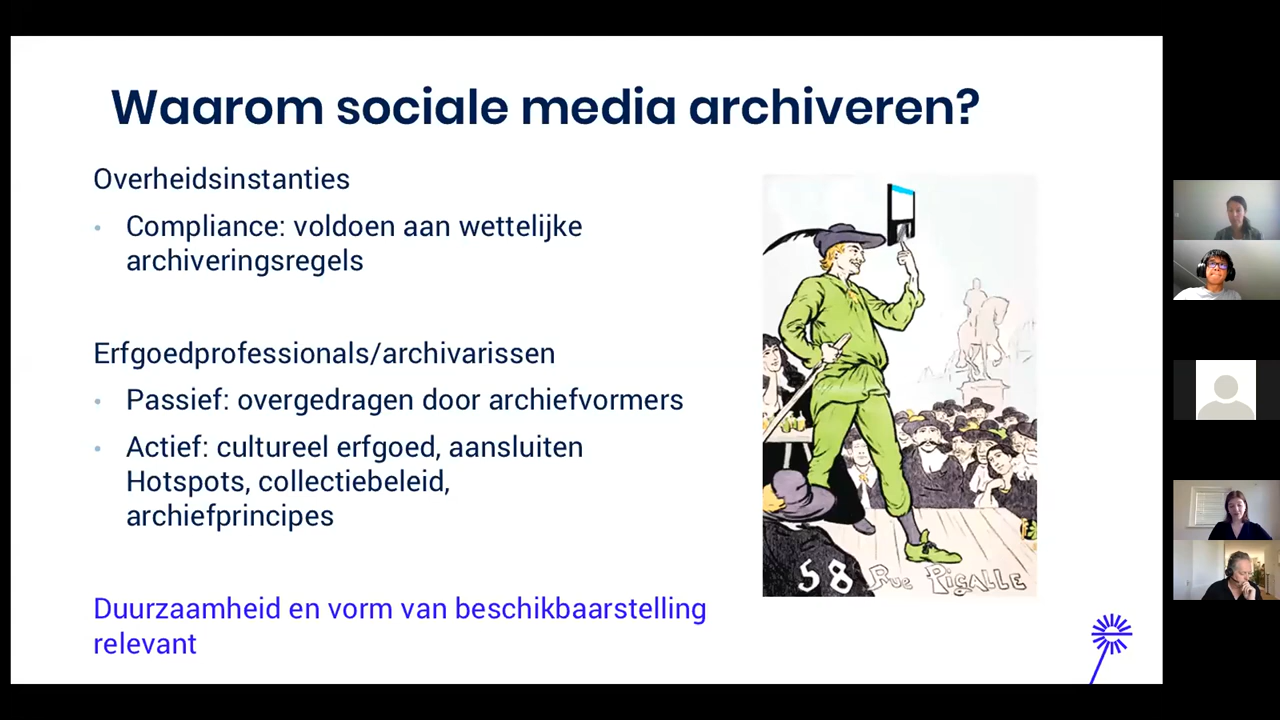 Waarom sociale media archiveren?
Overheidsinstanties
• Compliance: voldoen aan wettelijke
archiveringsregels
Erfgoedprofessionals/archivarissen
• Passief: overgedragen door archiefvormers
• Actief: cultureel erfgoed, aansluiten
Hotspots, collectiebeleid,
archiefprincipes
Duurzaamheid en vorm van beschikbaarstelling
relevant
58 Rue PIGALLE